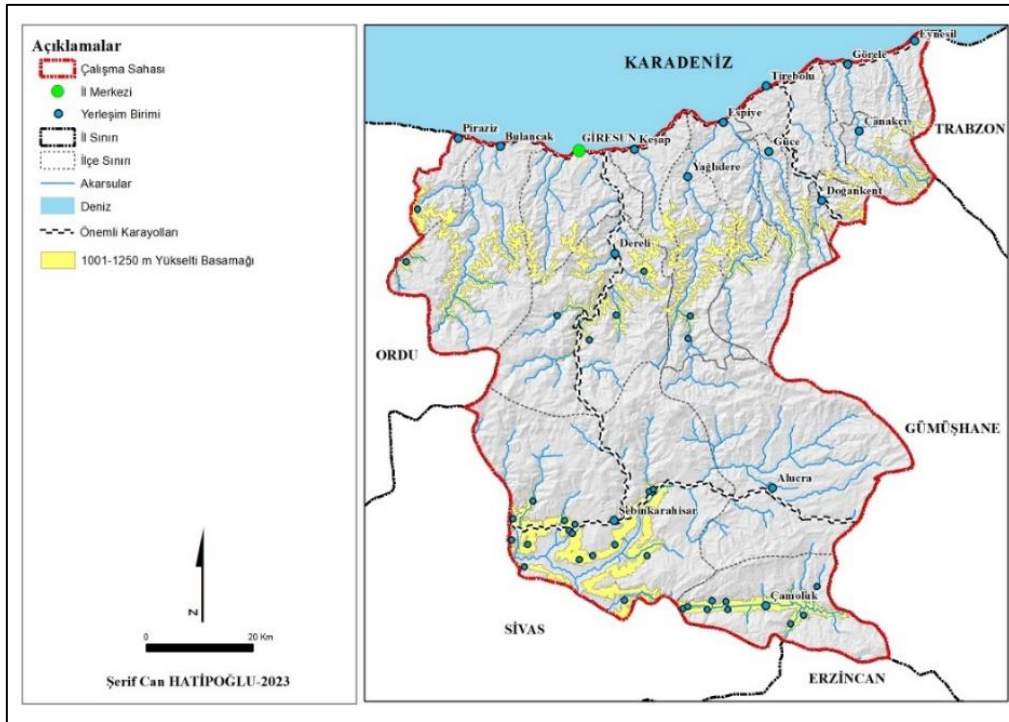 Açıklamalar
Çalışma Sahası
İl Merkezi
Yerleşim Birimi
İl Sınırı
İlçe Sınırı
Akarsular
Deniz
Önemli Karayolları
1001-1250 m Yükselti Basamağı
N
0 20 Km
Şerif Can HATİPOĞLU-2023
KARADENİZ
Eynesil
Görele
Tirebolu
Espiye
Çanakçı
TRABZON
Piraziz
Bulancak
GİRESUN
Keşap
Güce
Yağlıdere
Doğankent
Dereli
ORDU
GÜMÜŞHANE
Alucra
Şebinkarahisar
Çamoluk
SİVAS
ERZİNCAN